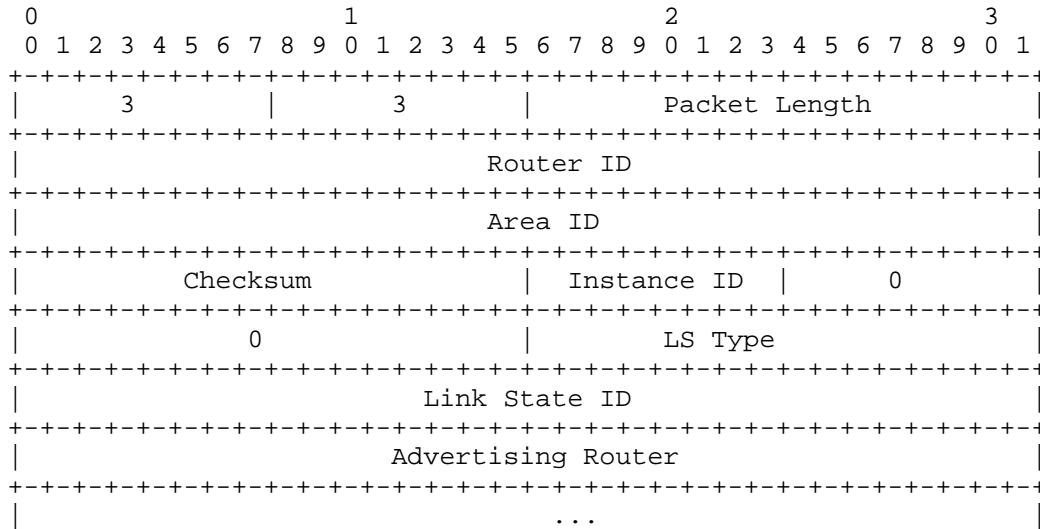 0                   1                   2                   3
 0 1 2 3 4 5 6 7 8 9 0 1 2 3 4 5 6 7 8 9 0 1 2 3 4 5 6 7 8 9 0 1
+-+-+-+-+-+-+-+-+-+-+-+-+-+-+-+-+-+-+-+-+-+-+-+-+-+-+-+-+-+-+-+-+
|      3        |       3       |        Packet Length          |
+-+-+-+-+-+-+-+-+-+-+-+-+-+-+-+-+-+-+-+-+-+-+-+-+-+-+-+-+-+-+-+-+
|                             Router ID                         |
+-+-+-+-+-+-+-+-+-+-+-+-+-+-+-+-+-+-+-+-+-+-+-+-+-+-+-+-+-+-+-+-+
|                             Area ID                           |
+-+-+-+-+-+-+-+-+-+-+-+-+-+-+-+-+-+-+-+-+-+-+-+-+-+-+-+-+-+-+-+-+
|          Checksum             |  Instance ID  |      0        |
+-+-+-+-+-+-+-+-+-+-+-+-+-+-+-+-+-+-+-+-+-+-+-+-+-+-+-+-+-+-+-+-+
|              0                |        LS Type                |
+-+-+-+-+-+-+-+-+-+-+-+-+-+-+-+-+-+-+-+-+-+-+-+-+-+-+-+-+-+-+-+-+
|                         Link State ID                         |
+-+-+-+-+-+-+-+-+-+-+-+-+-+-+-+-+-+-+-+-+-+-+-+-+-+-+-+-+-+-+-+-+
|                       Advertising Router                      |
+-+-+-+-+-+-+-+-+-+-+-+-+-+-+-+-+-+-+-+-+-+-+-+-+-+-+-+-+-+-+-+-+
|                                 ...                           |